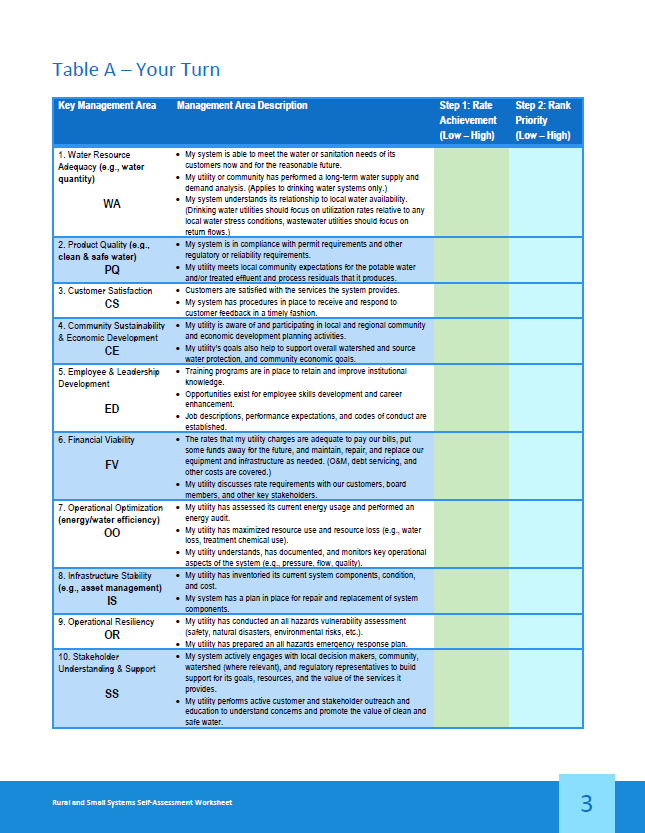 Table A – Your Turn
Key Management Area
Management Area Description
Step 1: Rate
Achievement
(Low – High)
Step 2: Rank
Priority
(Low – High)
1. Water Resource
Adequacy (e.g., water
quantity)
WA
• My system is able to meet the water or sanitation needs of its
customers now and for the reasonable future.
• My utility or community has performed a long-term water supply and
demand analysis. (Applies to drinking water systems only.)
• My system understands its relationship to local water availability.
(Drinking water utilities should focus on utilization rates relative to any
local water stress conditions, wastewater utilities should focus on
return flows.)
2. Product Quality (e.g.,
clean & safe water)
PQ
• My system is in compliance with permit requirements and other
regulatory or reliability requirements.
• My utility meets local community expectations for the potable water
and/or treated effluent and process residuals that it produces.
3. Customer Satisfaction
CS
• Customers are satisfied with the services the system provides.
• My system has procedures in place to receive and respond to
customer feedback in a timely fashion.
4. Community Sustainability
& Economic Development
CE
• My utility is aware of and participating in local and regional community
and economic development planning activities.
• My utility's goals also help to support overall watershed and source
water protection, and community economic goals.
5. Employee & Leadership
Development
ED
• Training programs are in place to retain and improve institutional
knowledge.
• Opportunities exist for employee skills development and career
enhancement.
• Job descriptions, performance expectations, and codes of conduct are
established.
6. Financial Viability
FV
• The rates that my utility charges are adequate to pay our bills, put
some funds away for the future, and maintain, repair, and replace our
equipment and infrastructure as needed. (O&M, debt servicing, and
other costs are covered.)
• My utility discusses rate requirements with our customers, board
members, and other key stakeholders.
7. Operational Optimization
(energy/water efficiency)
OO
• My utility has assessed its current energy usage and performed an
energy audit.
• My utility has maximized resource use and resource loss (e.g., water
loss, treatment chemical use).
• My utility understands, has documented, and monitors key operational
aspects of the system (e.g., pressure, flow, quality).
8. Infrastructure Stability
(e.g., asset management)
IS
• My utility has inventoried its current system components, condition,
and cost.
• My system has a plan in place for repair and replacement of system
components.
9. Operational Resiliency
OR
• My utility has conducted an all hazards vulnerability assessment
(safety, natural disasters, environmental risks, etc.).
• My utility has prepared an all hazards emergency response plan.
10. Stakeholder
Understanding & Support
SS
• My system actively engages with local decision makers, community,
watershed (where relevant), and regulatory representatives to build
support for its goals, resources, and the value of the services it
provides.
• My utility performs active customer and stakeholder outreach and
education to understand concerns and promote the value of clean and
safe water.
Rural and Small Systems Self-Assessment Worksheet
3